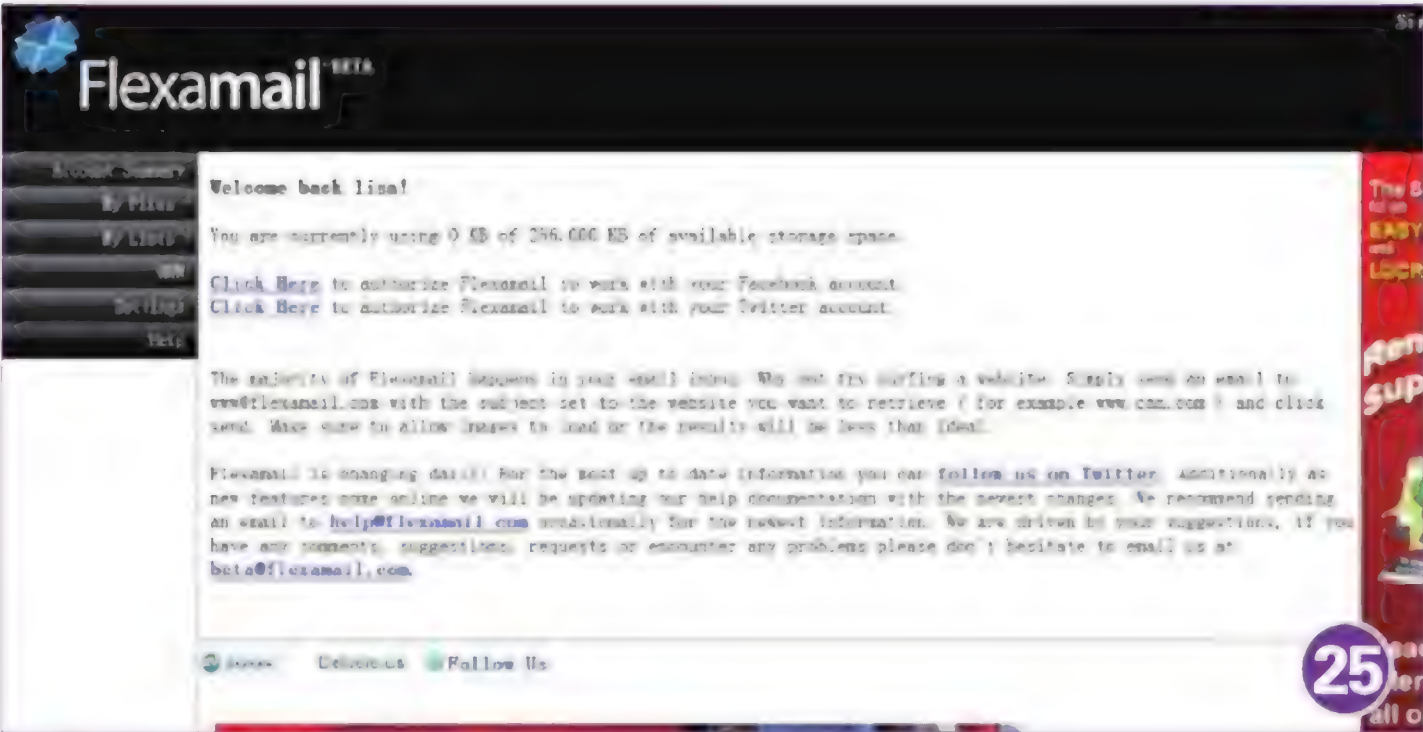 Flexamail BETA
Account Summary
My Files
My Lists
Settings
Help
Welcome back lisa!
You are currently using 0 KB of 256,000 KB of available storage space.
Click Here to authorize Flexamail to work with your Facebook account.
Click Here to authorize Flexamail to work with your Twitter account.
The majority of Flexamail happens in your email inbox. Why not try surfing a website. Simply send an email to
www@flexamail.com with the subject set to the website you want to retrieve ( for example www.cnn.com ) and click
send. Make sure to allow images to load or the results will be less than ideal.
Flexamail is changing daily! For the most up to date information you can follow us on Twitter. Additionally as
new features come online we will be updating our help documentation with the newest changes. We recommend sending
an email to help@flexamail.com occasionally for the newest information. We are driven by your suggestions, if you
have any comments, suggestions, requests or encounter any problems please don't hesitate to email us at
beta@flexamail.com.
Delicious Follow Us
The
EASY
and
25
all